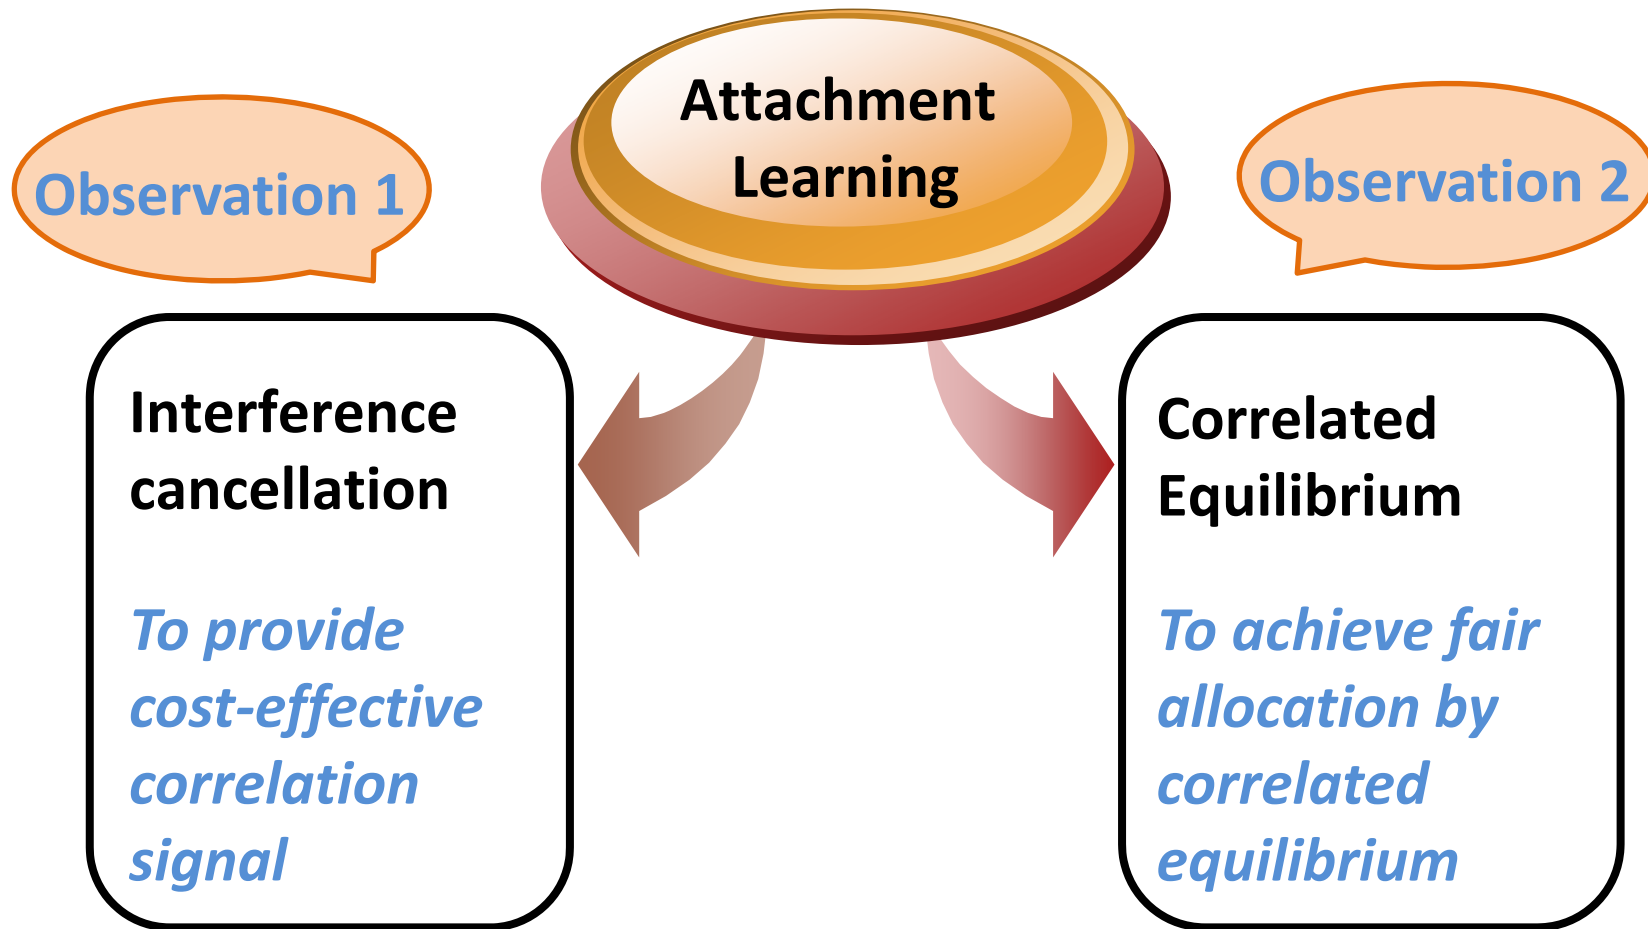 Attachment
Learning
Observation 1
Observation 2
Interference
cancellation
To provide
cost-effective
correlation
signal
Correlated
Equilibrium
To achieve fair
allocation by
correlated
equilibrium